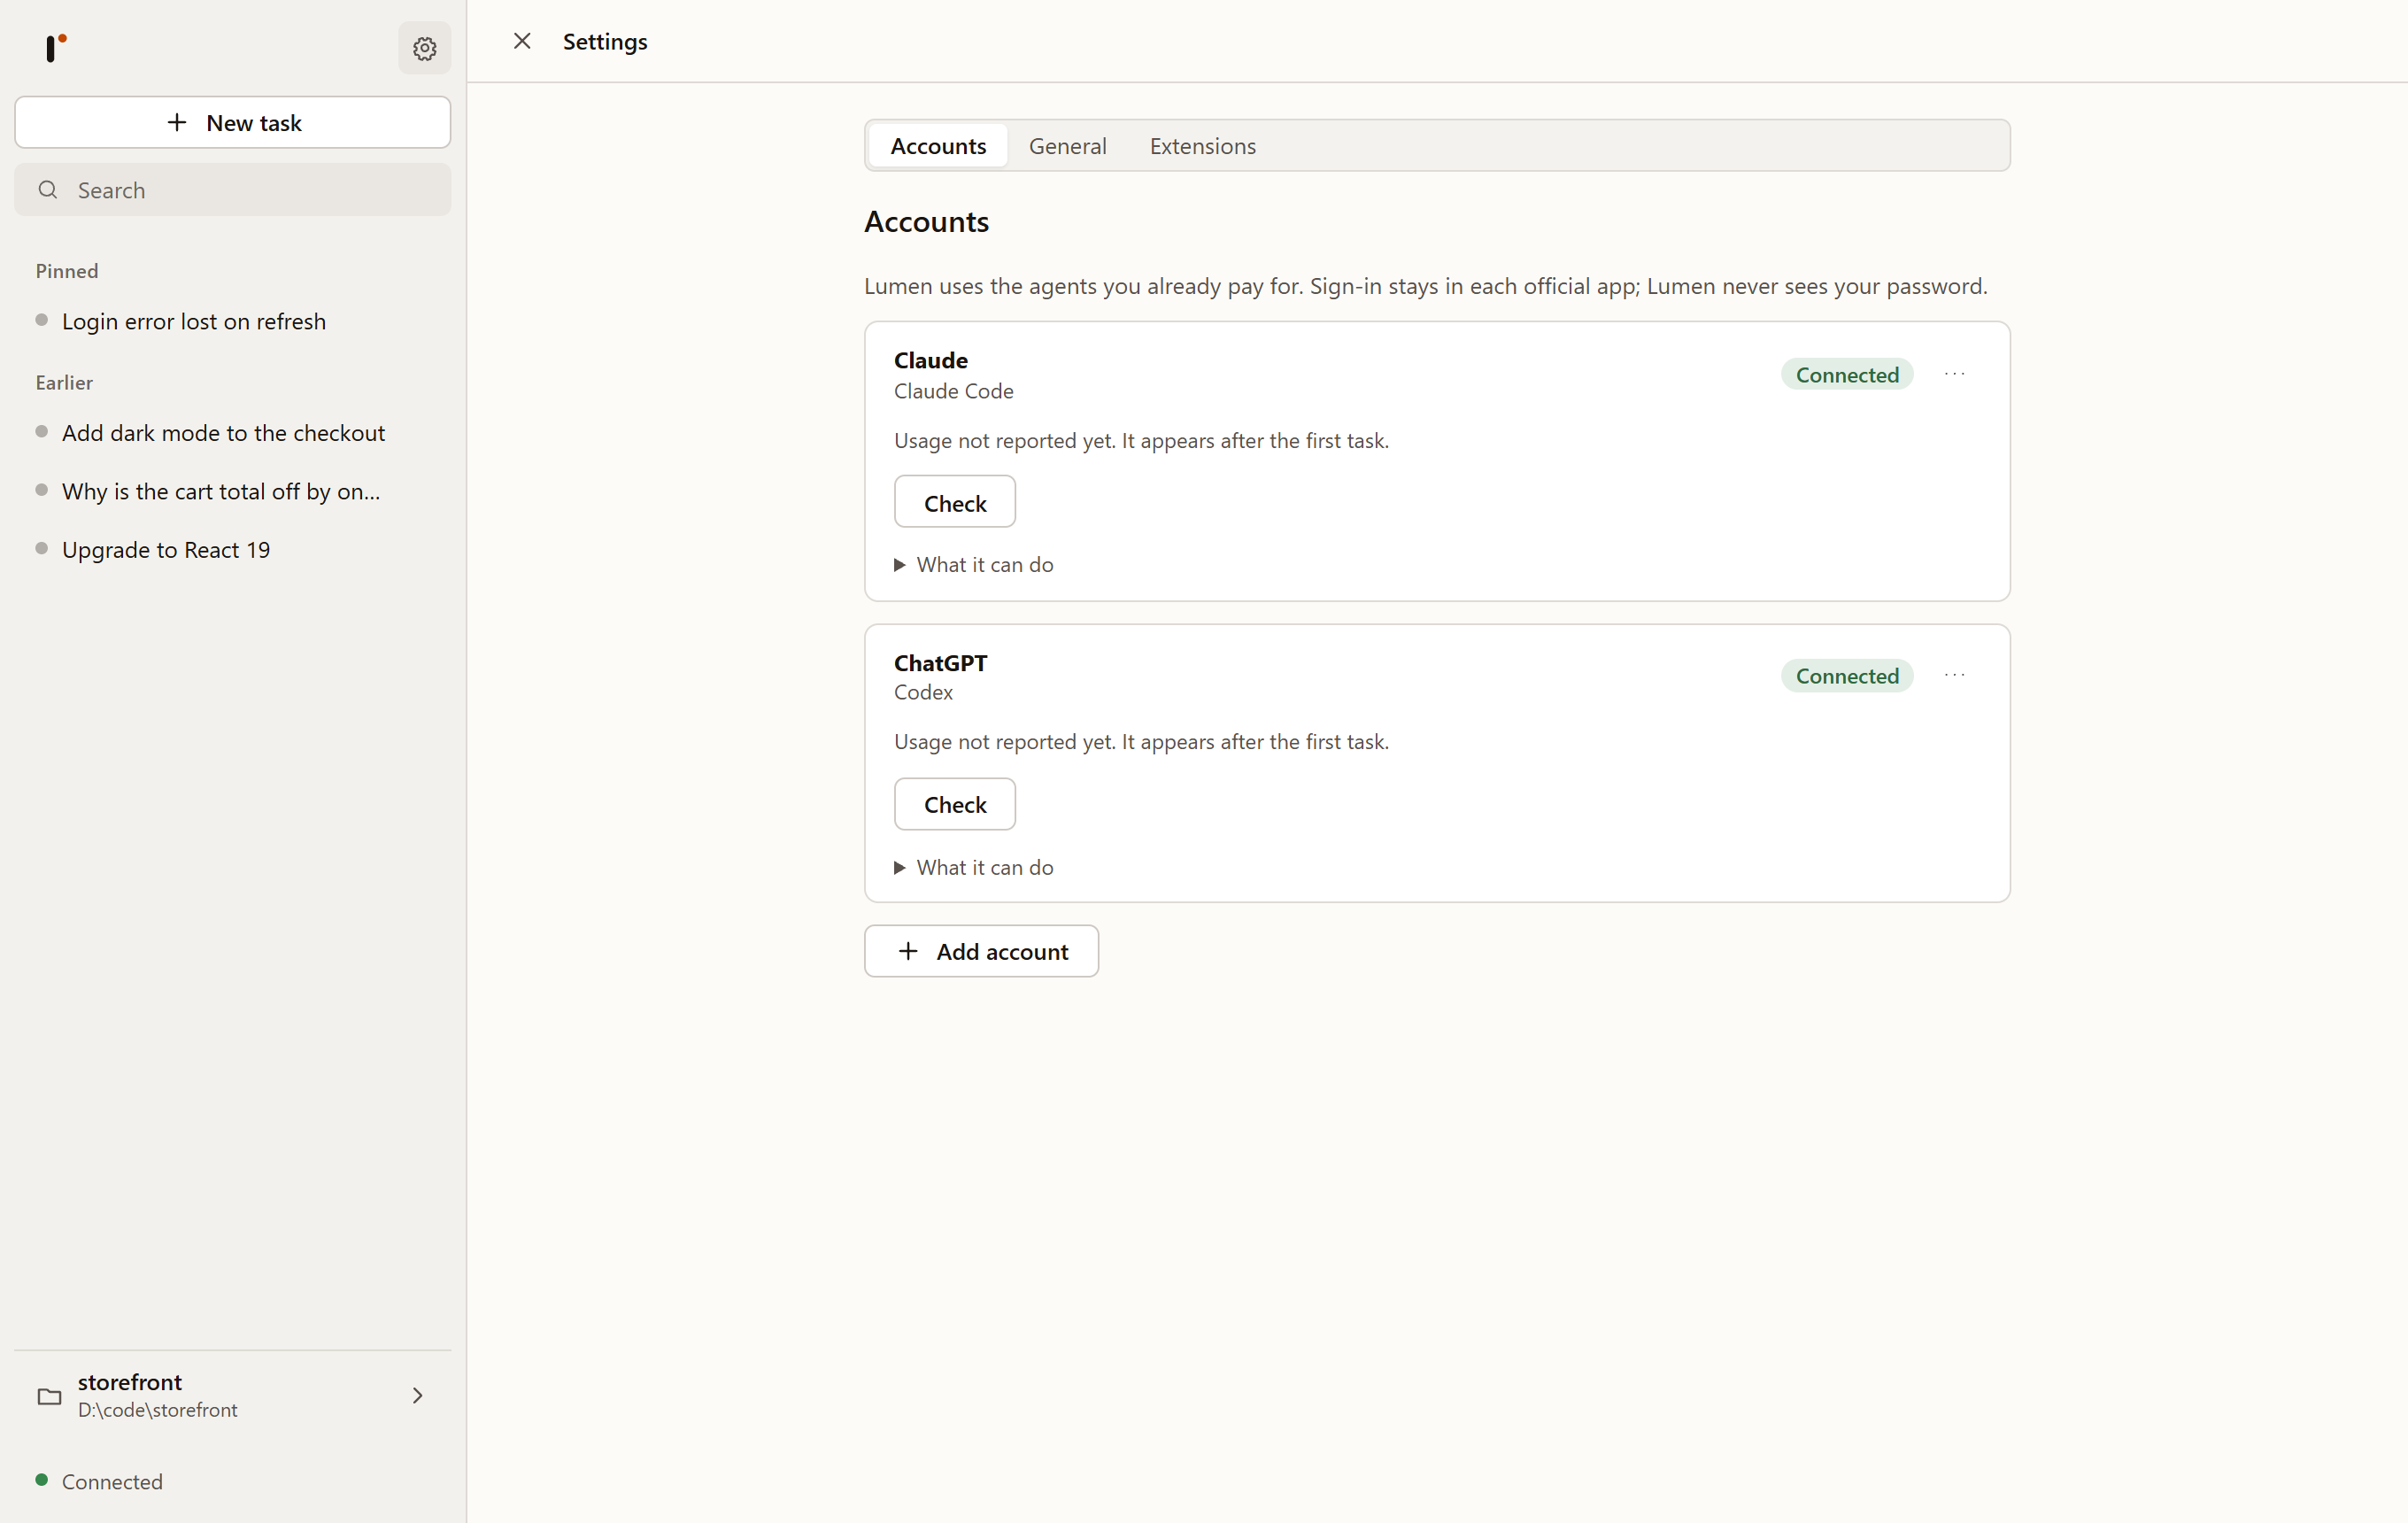 New task
Search
Pinned
Login error lost on refresh
Earlier
Add dark mode to the checkout
Why is the cart total off by on...
Upgrade to React 19
storefront
D:\code\storefront
Connected
Settings
Accounts
General
Extensions
Accounts
Lumen uses the agents you already pay for. Sign-in stays in each official app; Lumen never sees your password.
Claude
Claude Code
Connected
Usage not reported yet. It appears after the first task.
Check
What it can do
ChatGPT
Codex
Connected
Usage not reported yet. It appears after the first task.
Check
What it can do
Add account